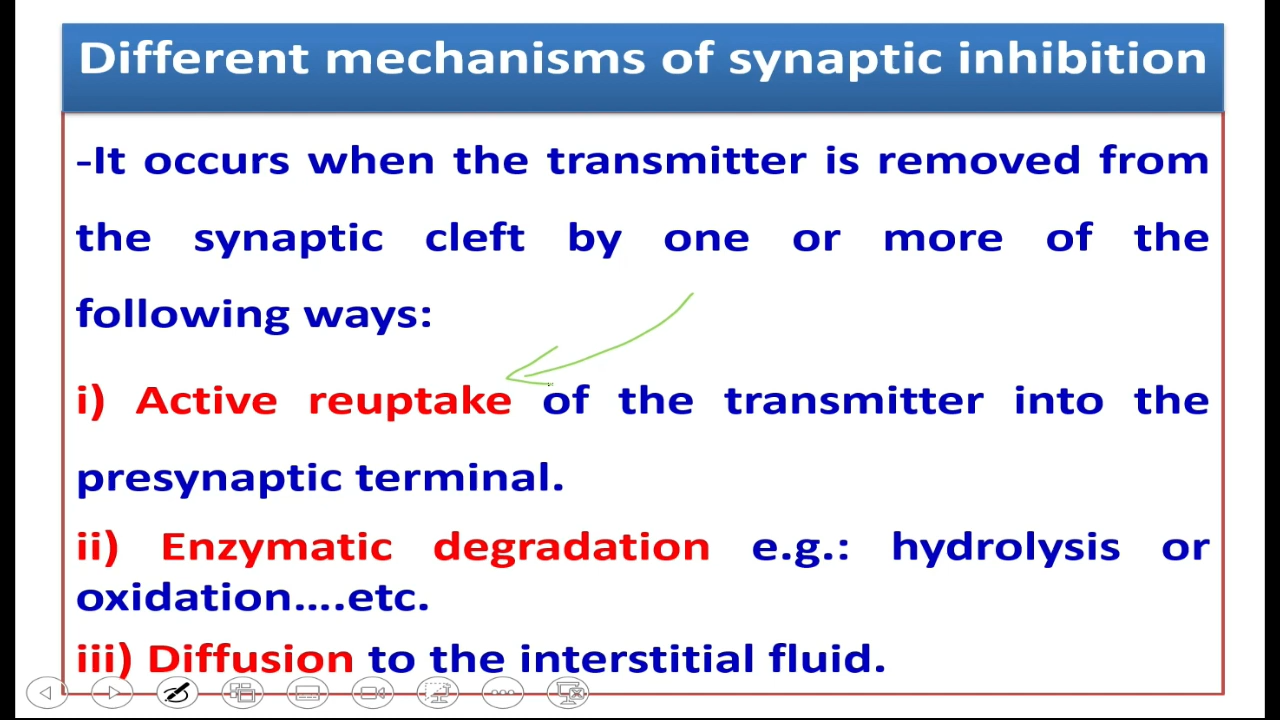 Different mechanisms of synaptic inhibition
-It occurs when the transmitter is removed from
the synaptic cleft by one or more of the
following ways:
i) Active reuptake of the transmitter into the
presynaptic terminal.
ii) Enzymatic degradation e.g.: hydrolysis or
oxidation....etc.
iii) Diffusion to the interstitial fluid.